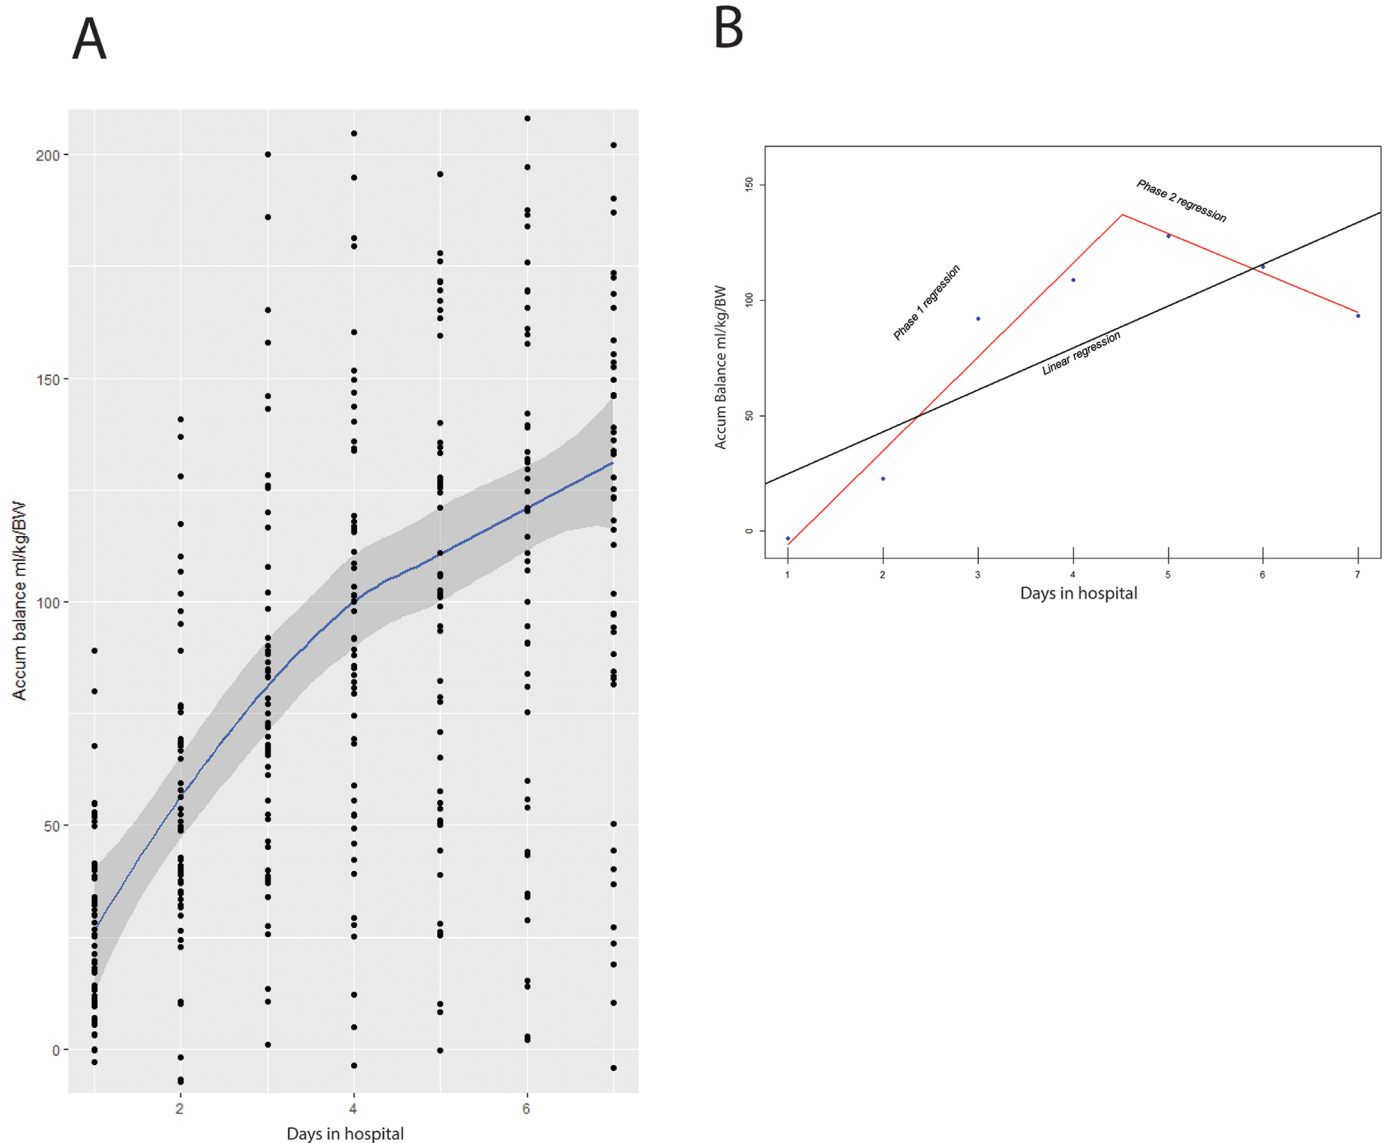 A
B
200
150
100
50
0
Accum balance ml/kg/BW
2
4
6
Days in hospital
150
100
50
0
Accum Balance ml/kg/BW
Phase 1 regression
Phase 2 regression
Linear regression
1
2
3
4
5
6
7
Days in hospital